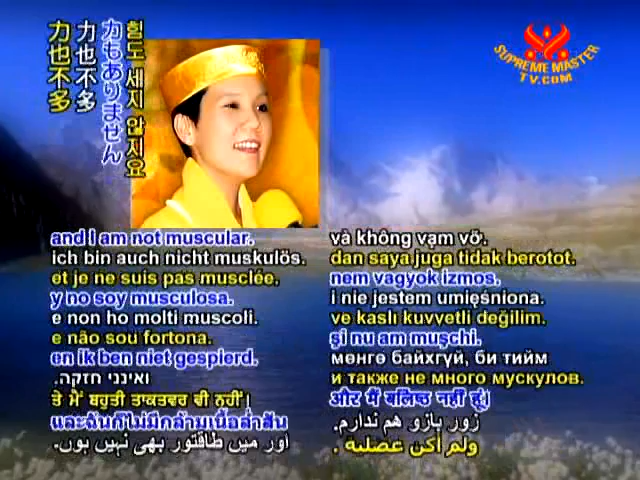 力也不多
力也不多
力もありません
힘도 세지 않지요
SUPREME MASTER
TV.COM
and I am not muscular.
ich bin auch nicht muskulös.
et je ne suis pas musclée.
y no soy musculosa.
e non ho molti muscoli.
e não sou fortona.
en ik ben niet gespierd.
ואינני חזקה.
ਤੇ ਮੈਂ ਬਹੁਤੀ ਤਾਕਤਵਰ ਵੀ ਨਹੀਂ।
และฉันก็ไม่มีกล้ามเนื้อล่ำสัน
اور میں طاقتور بھی نہیں ہوں.
và không vạm vỡ.
dan saya juga tidak berotot.
nem vagyok izmos.
i nie jestem umięśniona.
ve kaslı kuvvetli değilim.
şi nu am muşchi.
мөнгө байхгүй, би тийм
и также не много мускулов.
और मैं बलिष्ठ नहीं हूँ।
زور بازو هم ندارم.
ولم أكن عضلية .